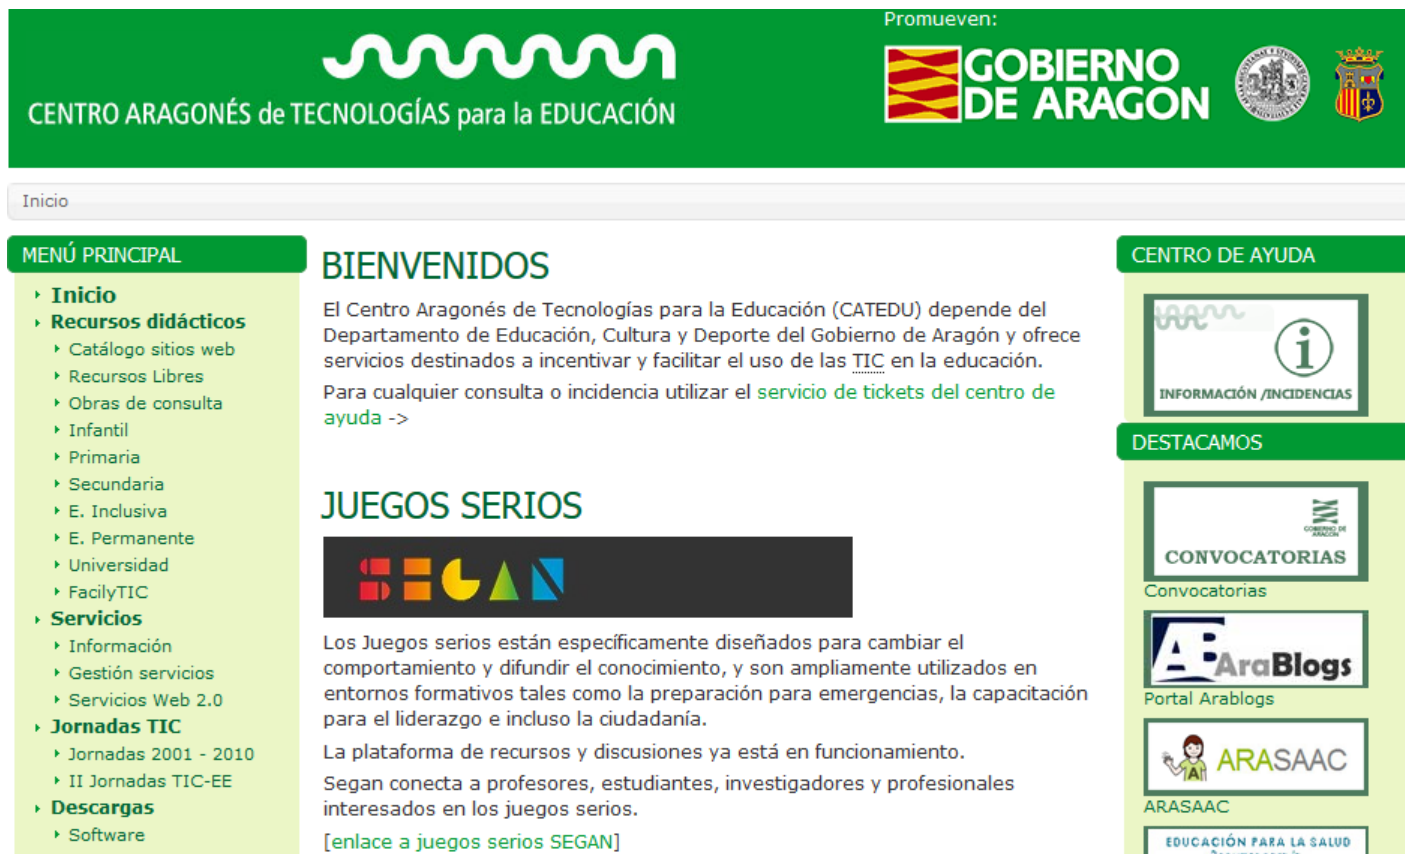 Promueven:
GOBIERNO
DE ARAGON
CENTRO ARAGONÉS de TECNOLOGÍAS para la EDUCACIÓN
Inicio
MENÚ PRINCIPAL
Inicio
Recursos didácticos
Catálogo sitios web
Recursos Libres
Obras de consulta
Infantil
Primaria
Secundaria
E. Inclusiva
E. Permanente
Universidad
FacilyTIC
Servicios
Información
Gestión servicios
Servicios Web 2.0
Jornadas TIC
Jornadas 2001 - 2010
II Jornadas TIC-EE
Descargas
Software
BIENVENIDOS
El Centro Aragonés de Tecnologías para la Educación (CATEDU) depende del
Departamento de Educación, Cultura y Deporte del Gobierno de Aragón y ofrece
servicios destinados a incentivar y facilitar el uso de las TIC en la educación.
Para cualquier consulta o incidencia utilizar el servicio de tickets del centro de
ayuda ->
JUEGOS SERIOS
SEGAN
Los Juegos serios están específicamente diseñados para cambiar el
comportamiento y difundir el conocimiento, y son ampliamente utilizados en
entornos formativos tales como la preparación para emergencias, la capacitación
para el liderazgo e incluso la ciudadanía.
La plataforma de recursos y discusiones ya está en funcionamiento.
Segan conecta a profesores, estudiantes, investigadores y profesionales
interesados en los juegos serios.
[enlace a juegos serios SEGAN]
CENTRO DE AYUDA
i
INFORMACIÓN /INCIDENCIAS
DESTACAMOS
GOBIERNO DE
ARAGON
CONVOCATORIAS
Convocatorias
AB
AraBlogs
Portal Arablogs
A
ARASAAC
ARASAAC
EDUCACIÓN PARA LA SALUD